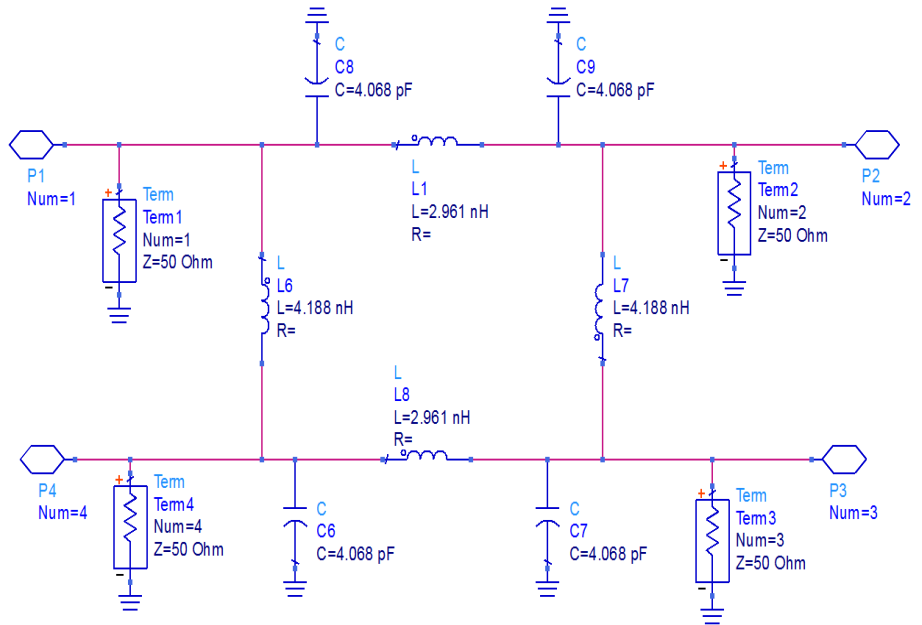 C
C8
C=4.068 pF
C
C9
C=4.068 pF
P1
Num=1
+
Term
Term1
Num=1
Z=50 Ohm
-
L
L1
L=2.961 nH
R=
+
Term
Term2
Num=2
Z=50 Ohm
-
P2
Num=2
L
L6
L=4.188 nH
R=
L
L7
L=4.188 nH
R=
L
L8
L=2.961 nH
R=
P4
Num=4
+
Term
Term4
Num=4
Z=50 Ohm
-
C
C6
C=4.068 pF
C
C7
C=4.068 pF
+
Term
Term3
Num=3
Z=50 Ohm
-
P3
Num=3